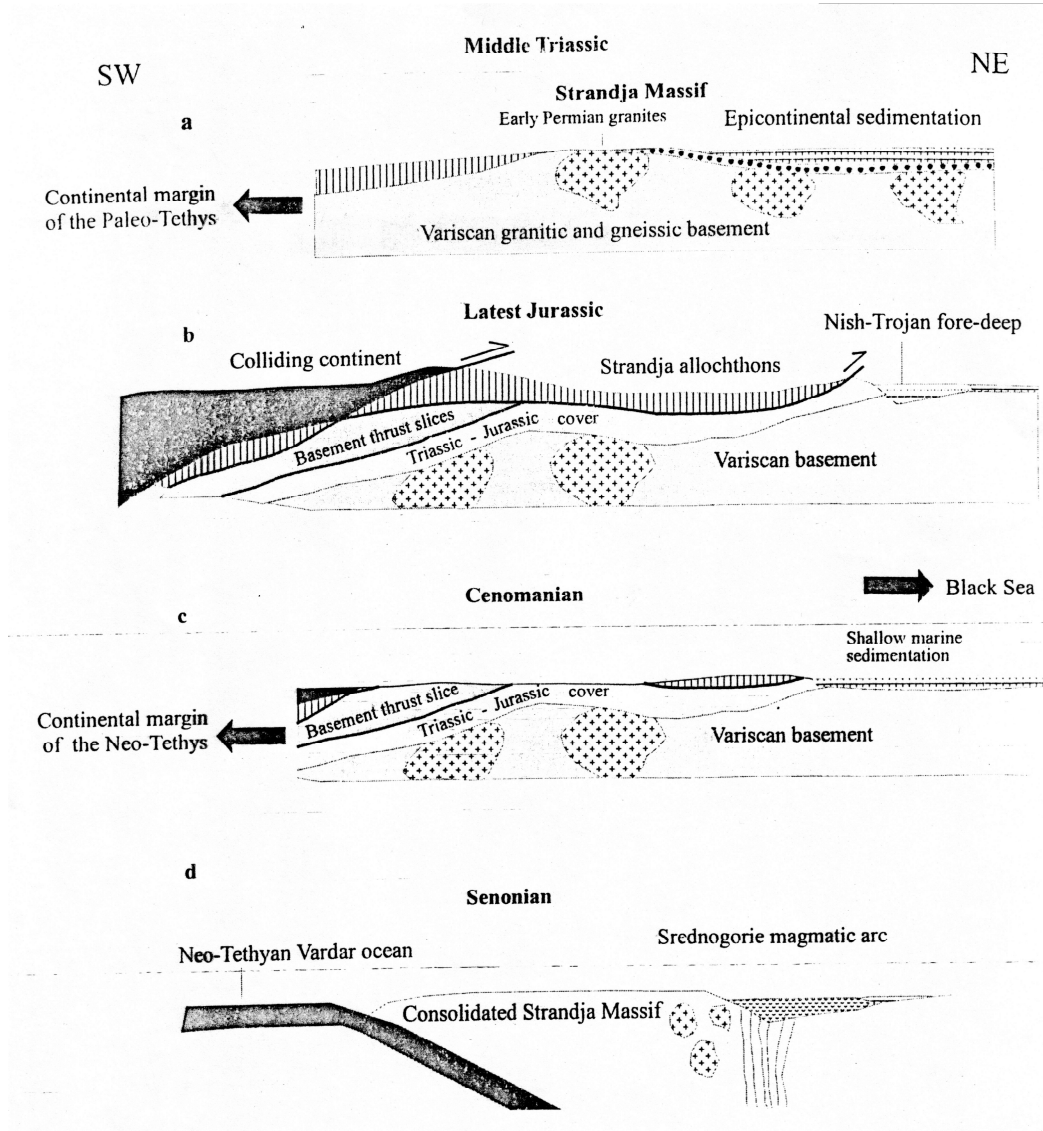 Middle Triassic
SW
NE
Strandja Massif
a
Early Permian granites
Epicontinental sedimentation
Continental margin
of the Paleo-Tethys
Variscan granitic and gneissic basement
Latest Jurassic
b
Nish-Trojan fore-deep
Colliding continent
Strandja allochthons
Basement thrust slices
Triassic - Jurassic cover
Variscan basement
Cenomanian
Black Sea
c
Shallow marine
sedimentation
Basement thrust slice
Triassic - Jurassic cover
Continental margin
of the Neo-Tethys
Variscan basement
d
Senonian
Srednogorie magmatic arc
Neo-Tethyan Vardar ocean
Consolidated Strandja Massif